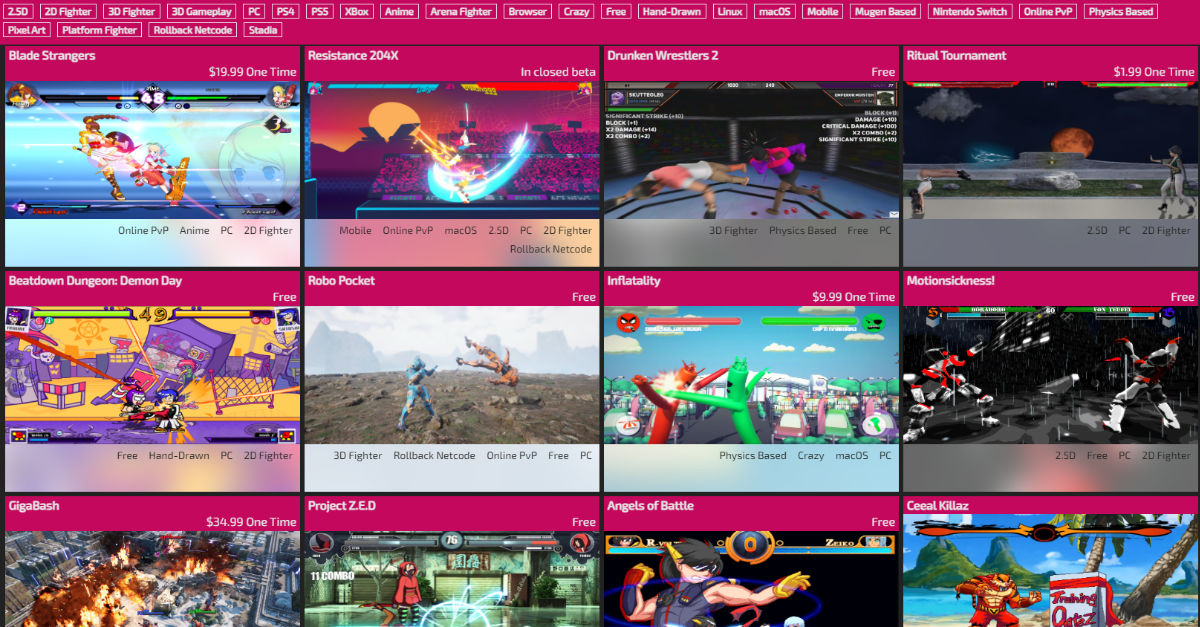 2.5D 2D Fighter 3D Fighter 3D Gameplay PC PS4 PS5 XBox Anime Arena Fighter Browser Crazy Free Hand-Drawn Linux macOS Mobile Mugen Based Nintendo Switch Online PvP Physics Based
Pixel Art Platform Fighter Rollback Netcode Stadia
Blade Strangers
$19.99 One Time
TIME
48
3
2
Online PvP Anime PC 2D Fighter
Resistance 204X
In closed beta
Mobile Online PvP macOS 2.5D PC 2D Fighter
Rollback Netcode
Drunken Wrestlers 2
Free
SKUTTEOLEG
SIGNIFICANT STRIKE (+10)
BLOCK (+1)
X2 DAMAGE (+14)
X2 COMBO (+2)
BLOCK (+1)
DAMAGE (+10)
CRITICAL DAMAGE (+100)
X2 COMBO (+2)
SIGNIFICANT STRIKE (+10)
3D Fighter Physics Based Free PC
Ritual Tournament
$1.99 One Time
2.5D PC 2D Fighter
Beatdown Dungeon: Demon Day
Free
49
Free Hand-Drawn PC 2D Fighter
Robo Pocket
Free
3D Fighter Rollback Netcode Online PvP Free PC
Inflatality
$9.99 One Time
Physics Based Crazy macOS PC
Motionsickness!
Free
60
2.5D Free PC 2D Fighter
GigaBash
$34.99 One Time
Project Z.E.D
Free
76
11 COMBO
Angels of Battle
Free
0
ZEIKO
Ceeal Killaz
Training
OateZ